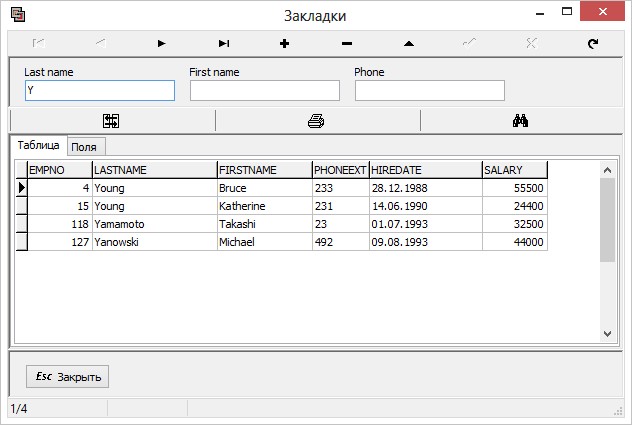 Закладки
Last name First name Phone
Y
Таблица Поля
EMPNO LASTNAME FIRSTNAME PHONEEXT HIREDATE SALARY
4 Young Bruce 233 28.12.1988 55500
15 Young Katherine 231 14.06.1990 24400
118 Yamamoto Takashi 23 01.07.1993 32500
127 Yanowski Michael 492 09.08.1993 44000
Esc Закрыть
1/4